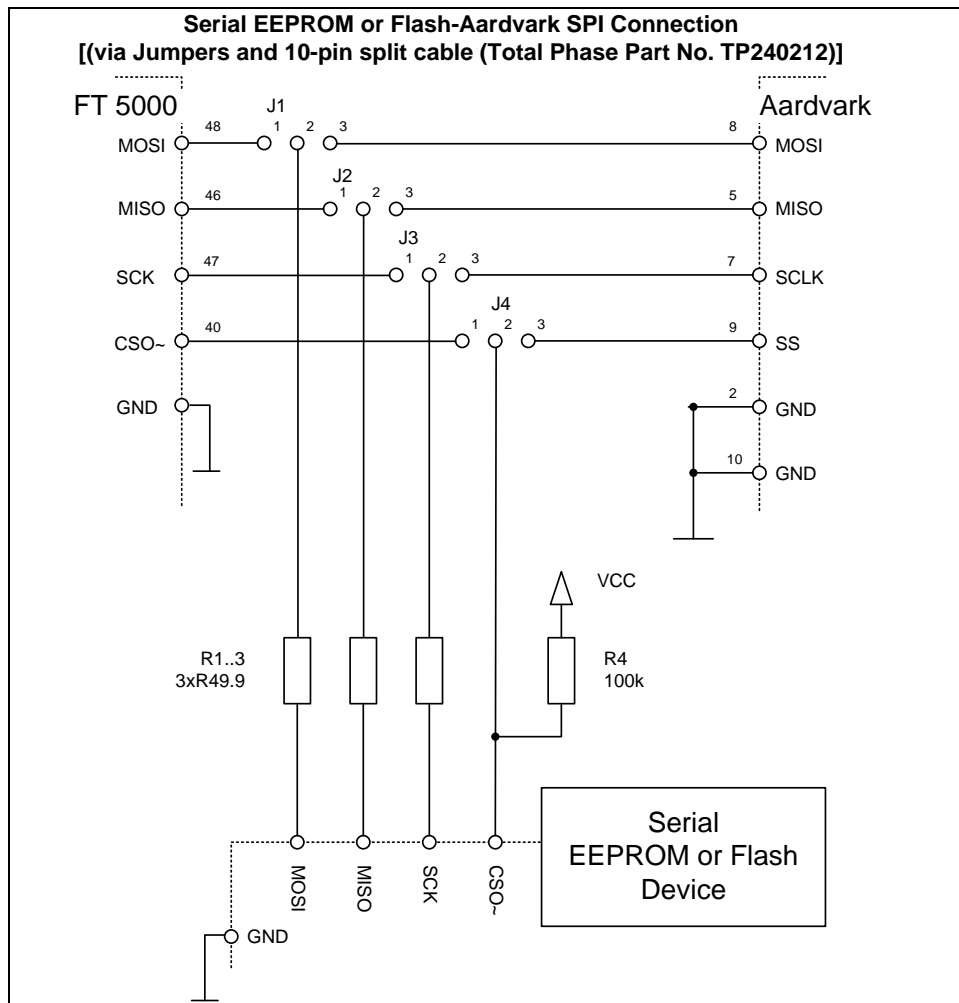 Serial EEPROM or Flash-Aardvark SPI Connection
[(via Jumpers and 10-pin split cable (Total Phase Part No. TP240212)]
FT 5000
Aardvark
J1
MOSI 48 1 2 3 8 MOSI
J2
MISO 46 1 2 3 5 MISO
J3
SCK 47 1 2 3 7 SCLK
J4
CSO~ 40 1 2 3 9 SS
GND 2 GND
10 GND
VCC
R1..3
3xR49.9
R4
100k
MOSI
MISO
SCK
CSO~
Serial
EEPROM or Flash
Device
GND